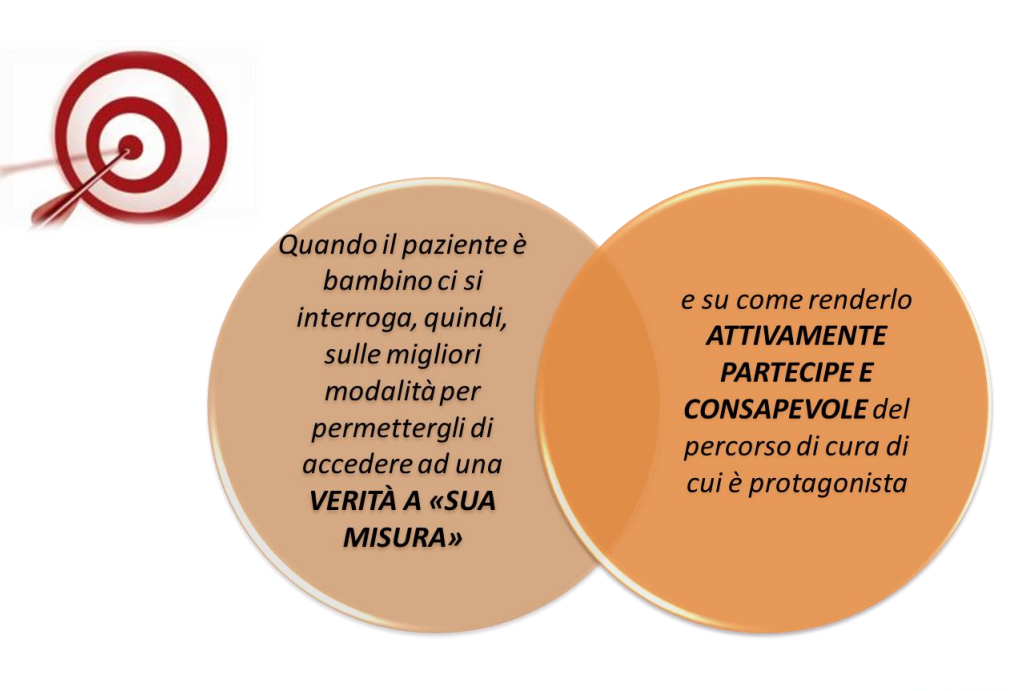 Quando il paziente è
bambino ci si
interroga, quindi,
sulle migliori
modalità per
permettergli di
accedere ad una
VERITÀ A «SUA
MISURA»
e su come renderlo
ATTIVAMENTE
PARTECIPE E
CONSAPEVOLE del
percorso di cura di
cui è protagonista